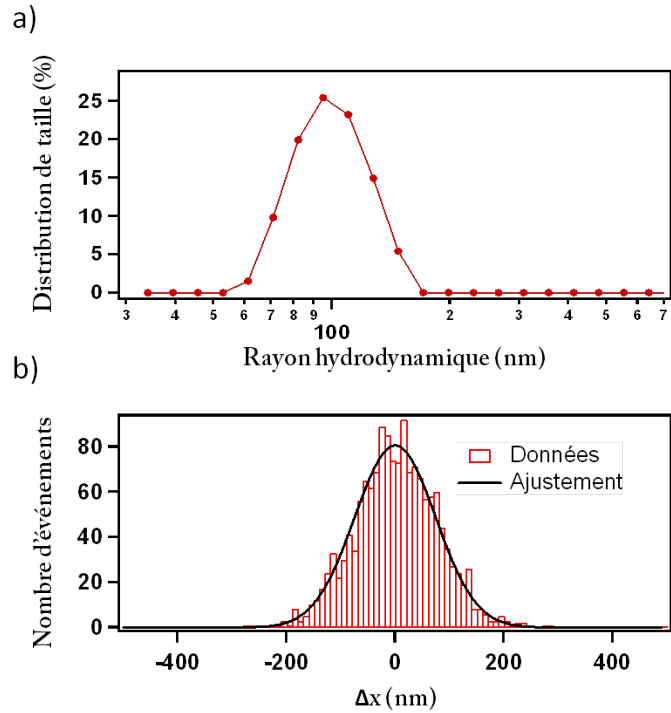 a)
Distribution de taille (%)
25
20
15
10
5
0
3 4 5 6 7 8 9 100 2 3 4 5 6 7
Rayon hydrodynamique (nm)
b)
Nombre d'événements
80
60
40
20
0
Données
Ajustement
-400 -200 0 200 400
Δx (nm)